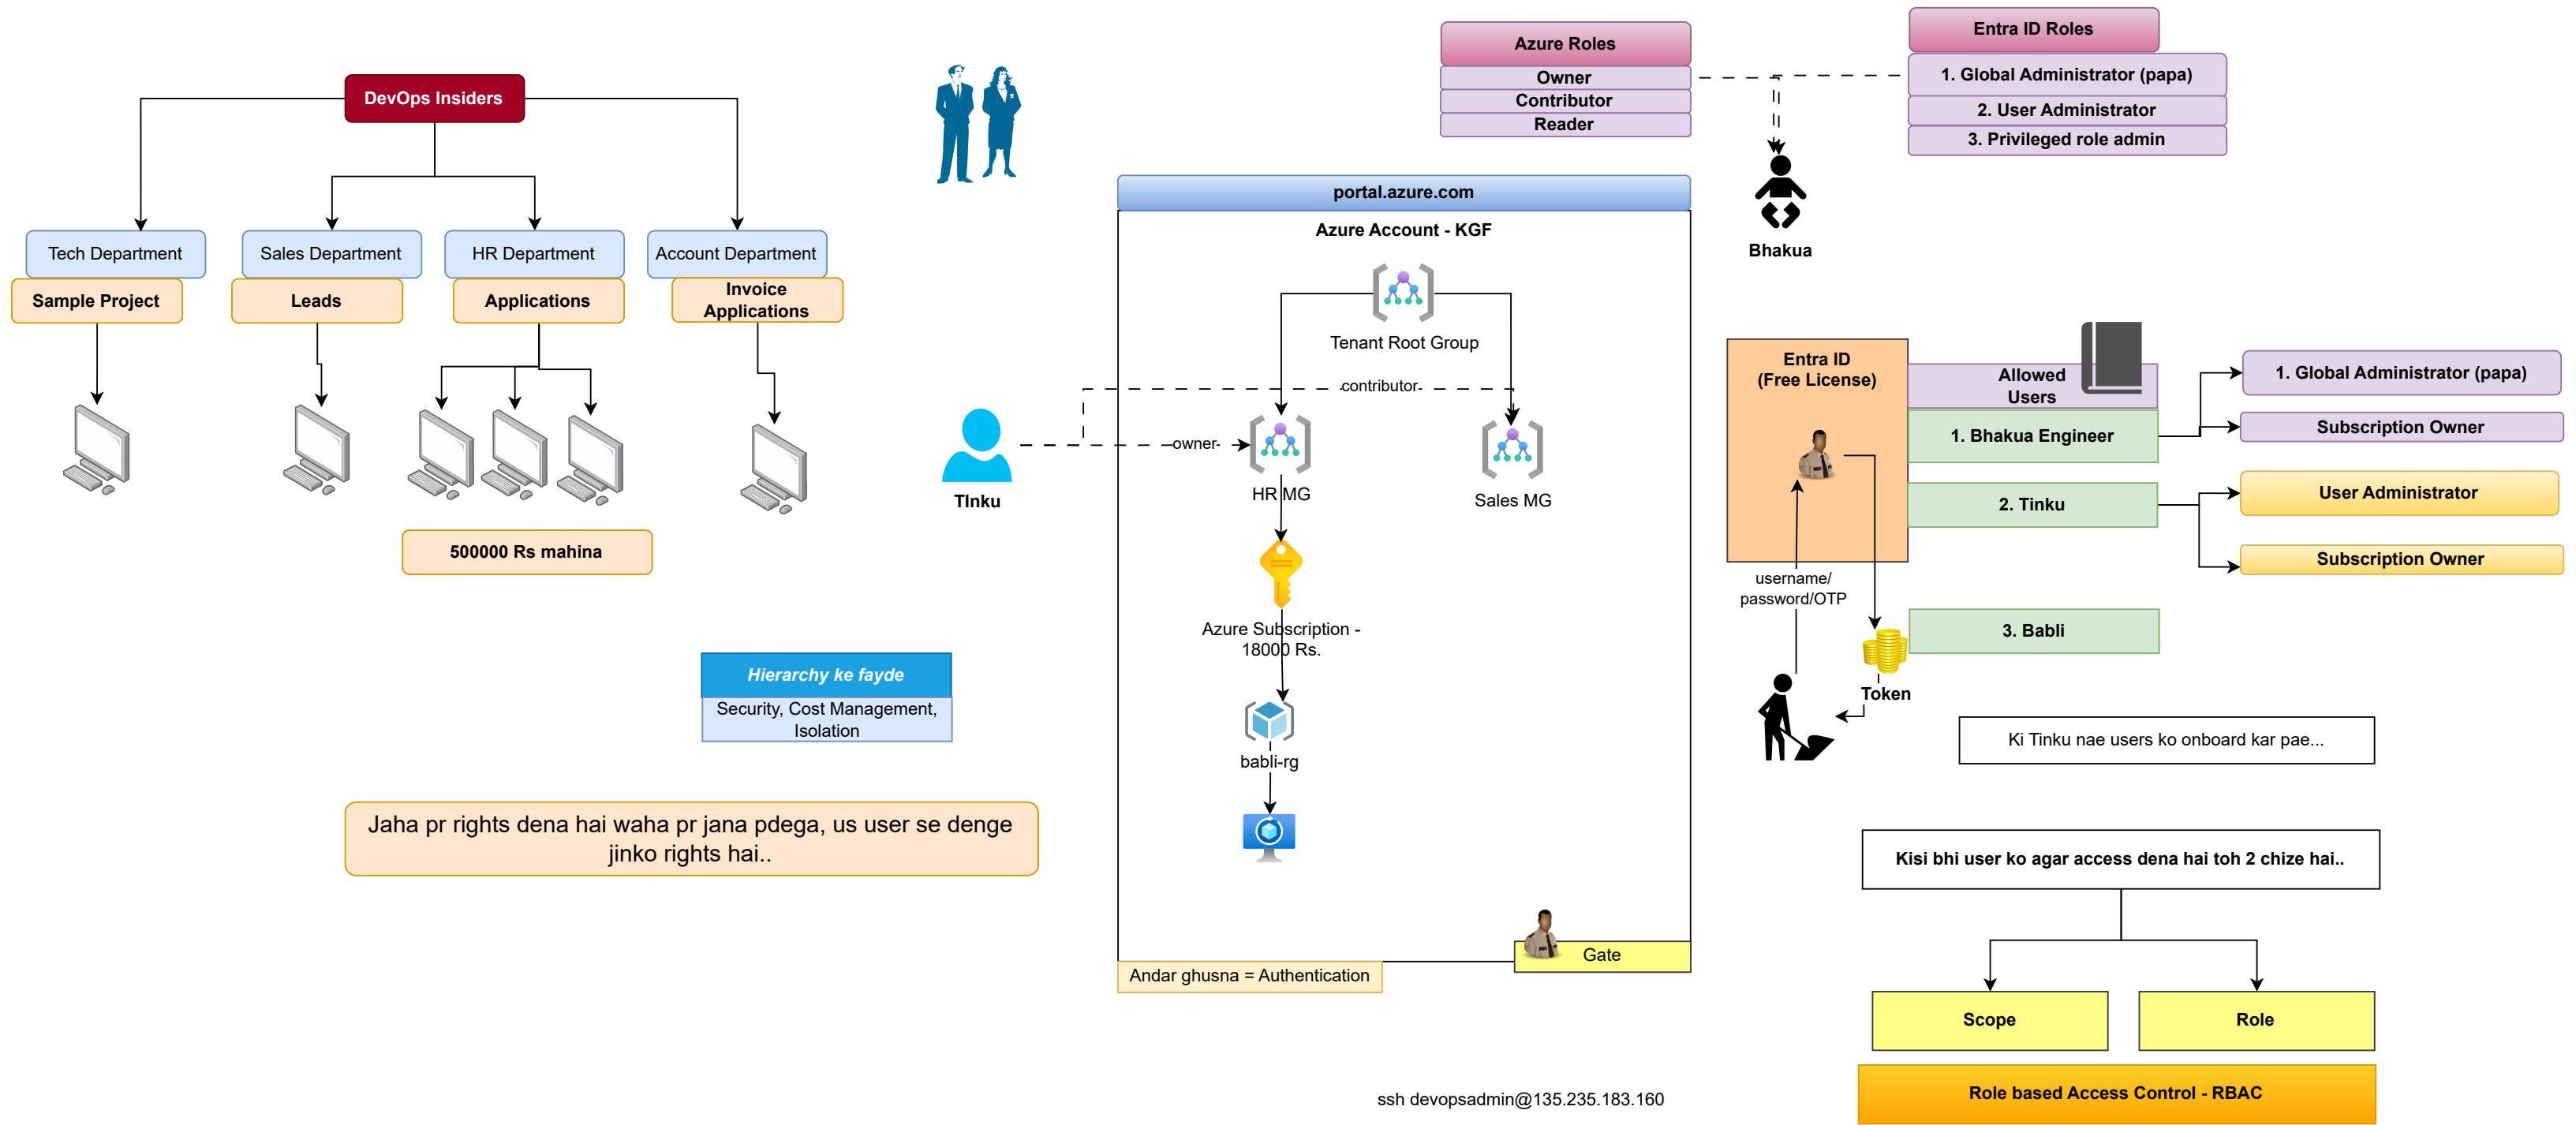 DevOps Insiders
Tech Department
Sample Project
Sales Department
Leads
HR Department
Applications
Account Department
Invoice
Applications
500000 Rs mahina
Hierarchy ke fayde
Security, Cost Management,
Isolation
Jaha pr rights dena hai waha pr jana pdega, us user se denge
jinko rights hai..
TInku
owner
contributor
Azure Roles
Owner
Contributor
Reader
Entra ID Roles
1. Global Administrator (papa)
2. User Administrator
3. Privileged role admin
Bhakua
portal.azure.com
Azure Account - KGF
Tenant Root Group
HR MG
Sales MG
Azure Subscription -
18000 Rs.
babli-rg
Gate
Andar ghusna = Authentication
ssh devopsadmin@135.235.183.160
Entra ID
(Free License)
Allowed
Users
1. Bhakua Engineer
2. Tinku
3. Babli
1. Global Administrator (papa)
Subscription Owner
User Administrator
Subscription Owner
username/
password/OTP
Token
Ki Tinku nae users ko onboard kar pae...
Kisi bhi user ko agar access dena hai toh 2 chize hai..
Scope
Role
Role based Access Control - RBAC